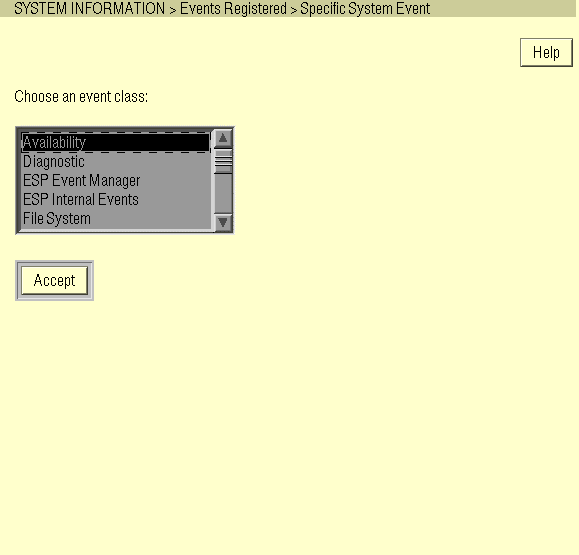 SYSTEM INFORMATION > Events Registered > Specific System Event
Help
Choose an event class:
Availability
Diagnostic
ESP Event Manager
ESP Internal Events
File System
Accept